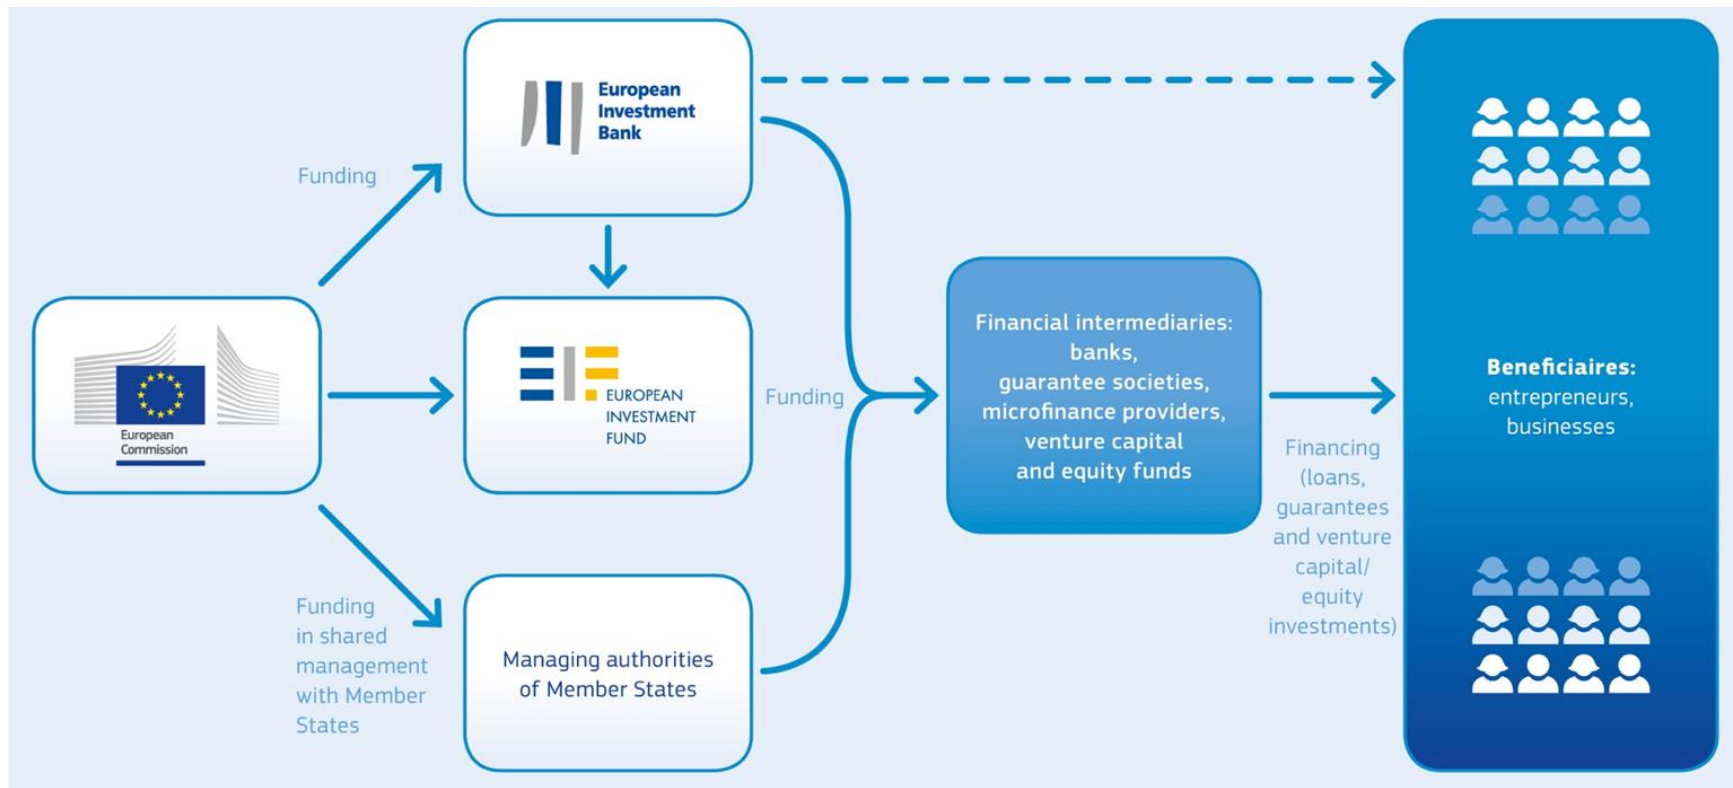 European
Investment
Bank
Funding
European
Commission
EIF
EUROPEAN
INVESTMENT
FUND
Funding
Funding
in shared
management
with Member
States
Managing authorities
of Member States
Financial intermediaries:
banks,
guarantee societies,
microfinance providers,
venture capital
and equity funds
Financing
(loans,
guarantees
and venture
capital/
equity
investments)
Beneficiaires:
entrepreneurs,
businesses